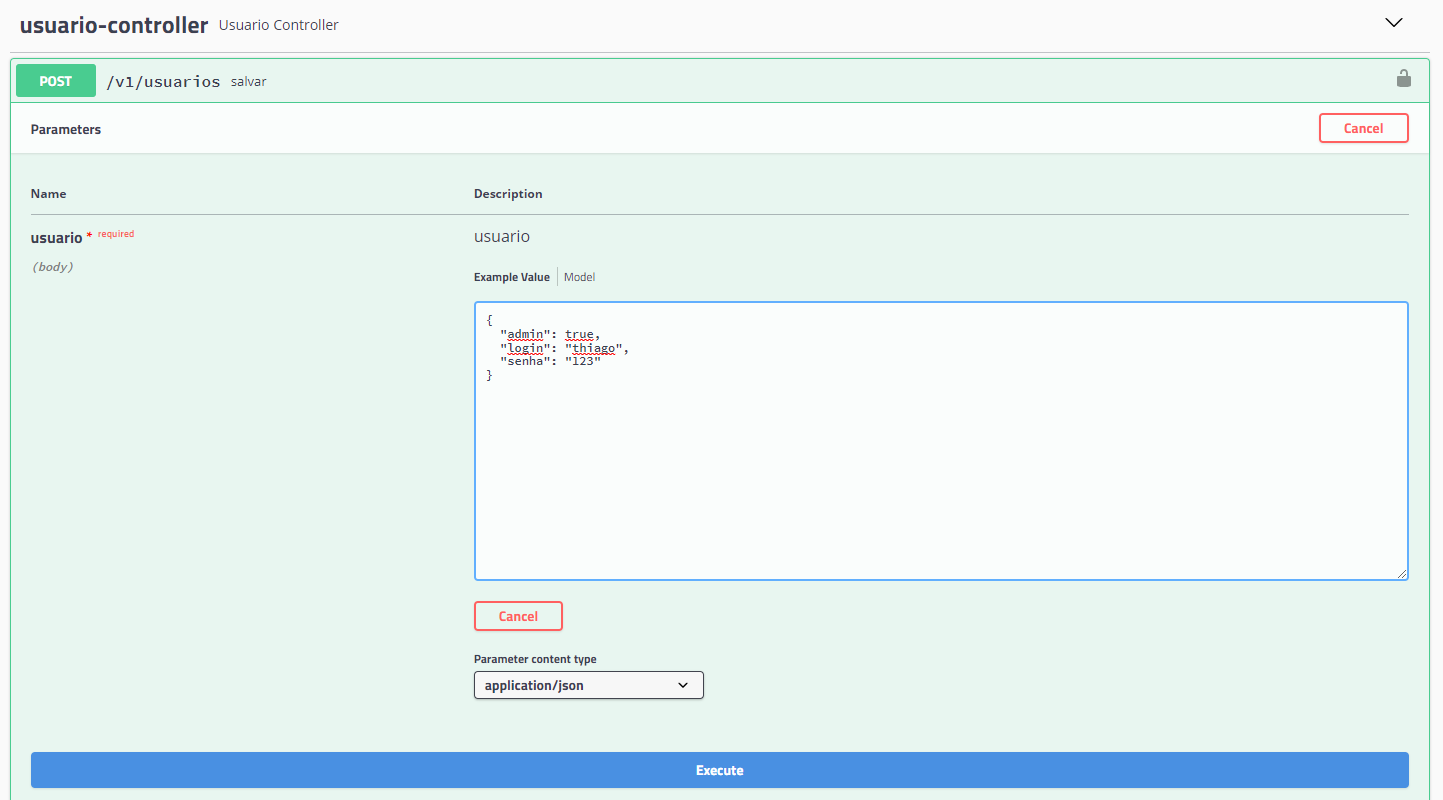 usuario-controller Usuario Controller
POST /v1/usuarios salvar
Parameters Cancel
Name Description
usuario * required usuario
(body)
Example Value Model
{
"admin": true,
"login": "thiago",
"senha": "123"
}
Cancel
Parameter content type
application/json
Execute